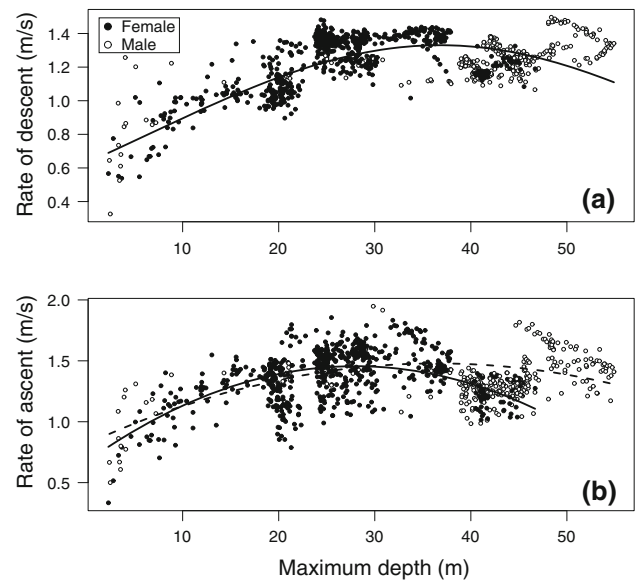 Female
Male
Rate of descent (m/s)
1.4
1.2
1.0
0.8
0.6
0.4
(a)
10 20 30 40 50
Rate of ascent (m/s)
2.0
1.5
1.0
0.5
(b)
10 20 30 40 50
Maximum depth (m)